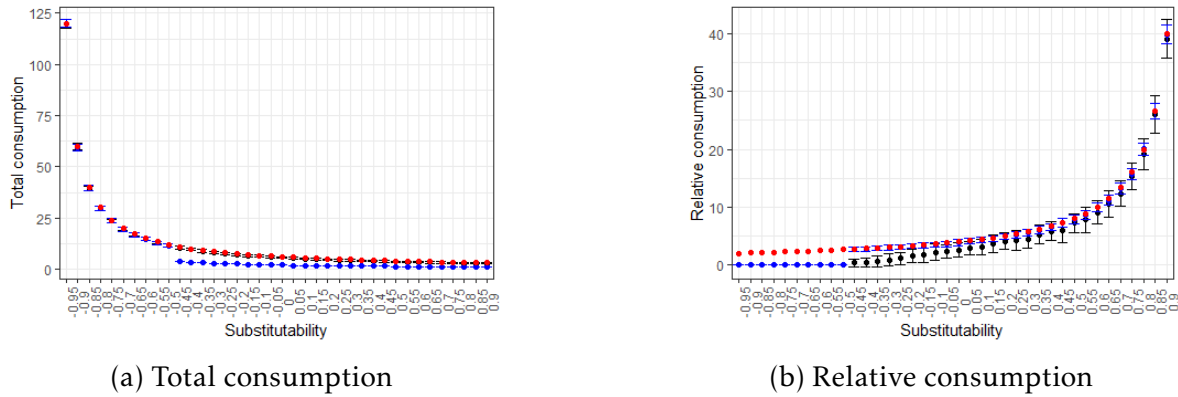 125
100
75
50
25
0
Total consumption
-0.95 -0.9 -0.85 -0.8 -0.75 -0.7 -0.65 -0.6 -0.55 -0.5 -0.45 -0.4 -0.35 -0.3 -0.25 -0.2 -0.15 -0.1 -0.05 0 0.05 0.1 0.15 0.2 0.25 0.3 0.35 0.4 0.45 0.5 0.55 0.6 0.65 0.7 0.75 0.8 0.85 0.9
Substitutability
(a) Total consumption
40
30
20
10
0
Relative consumption
-0.95 -0.9 -0.85 -0.8 -0.75 -0.7 -0.65 -0.6 -0.55 -0.5 -0.45 -0.4 -0.35 -0.3 -0.25 -0.2 -0.15 -0.1 -0.05 0 0.05 0.1 0.15 0.2 0.25 0.3 0.35 0.4 0.45 0.5 0.55 0.6 0.65 0.7 0.75 0.8 0.85 0.9
Substitutability
(b) Relative consumption